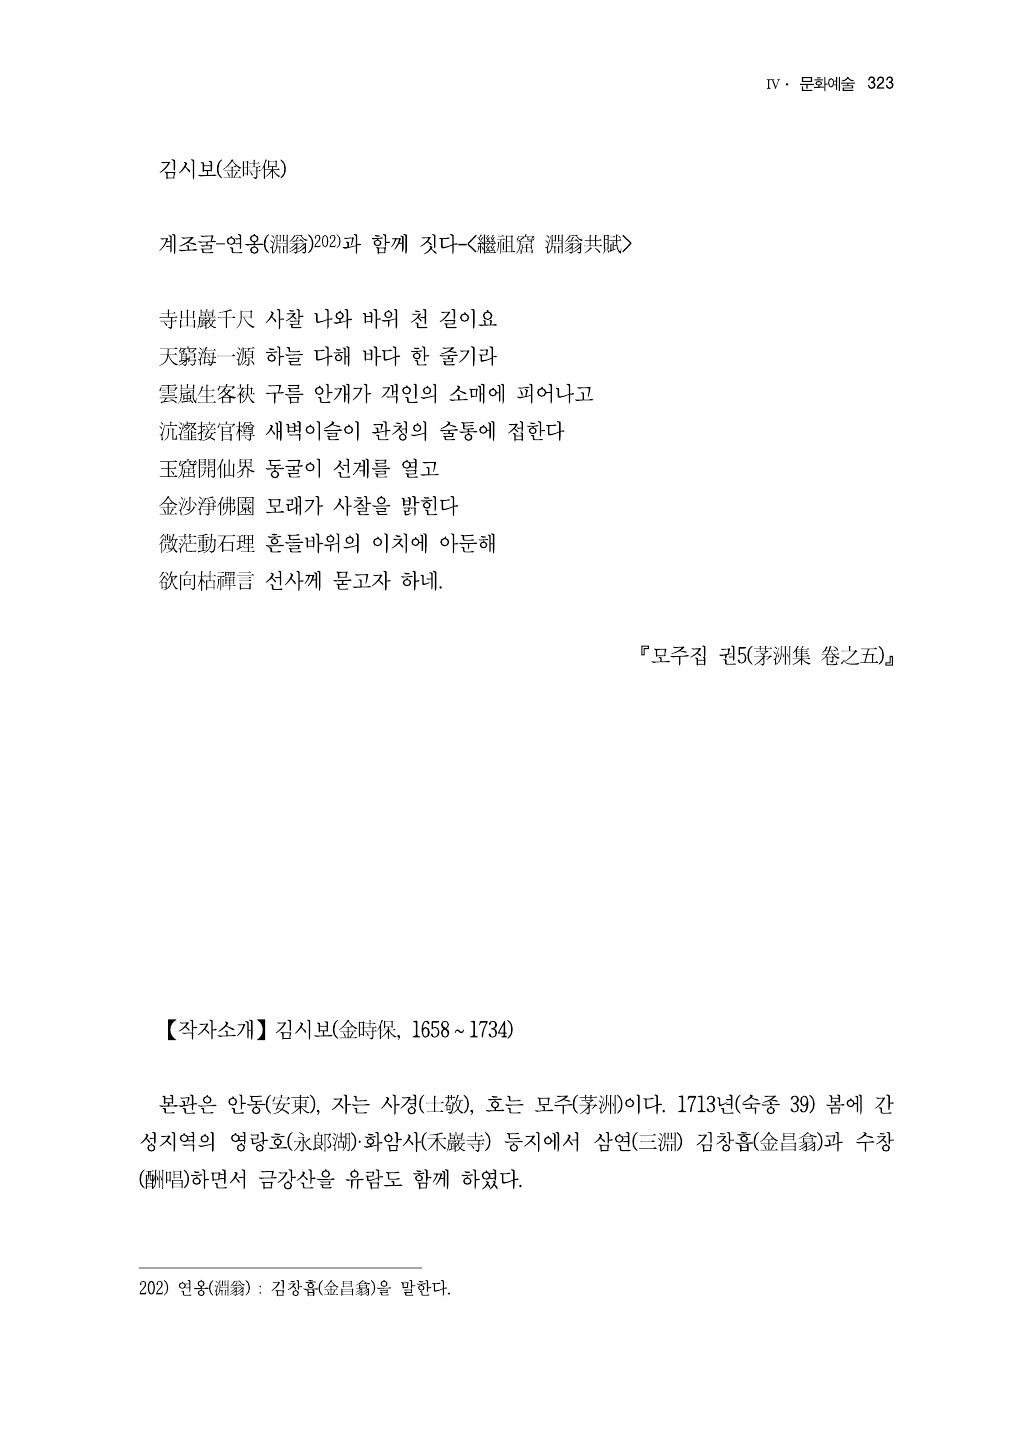 Ⅳ· 문화예술 323
김시보(金時保)
계조굴-연옹(淵翁)202)과 함께 짓다-<繼祖窟 淵翁共賦>
寺出巖千尺 사찰 나와 바위 천 길이요
天窮海一源 하늘 다해 바다 한 줄기라
雲嵐生客袂 구름 안개가 객인의 소매에 피어나고
沆瀣接官樽 새벽이슬이 관청의 술통에 접한다
玉窟開仙界 동굴이 선계를 열고
金沙淨佛園 모래가 사찰을 밝힌다
微茫動石理 흔들바위의 이치에 아둔해
欲向枯禪言 선사께 묻고자 하네.
『모주집 권5(茅洲集 卷之五)』
【작자소개】김시보(金時保, 1658~1734)
본관은 안동(安東), 자는 사경(士敬), 호는 모주(茅洲)이다. 1713년(숙종 39) 봄에 간
성지역의 영랑호(永郞湖)·화암사(禾巖寺) 등지에서 삼연(三淵) 김창흡(金昌翕)과 수창
(酬唱)하면서 금강산을 유람도 함께 하였다.
202) 연옹(淵翁) : 김창흡(金昌翕)을 말한다.